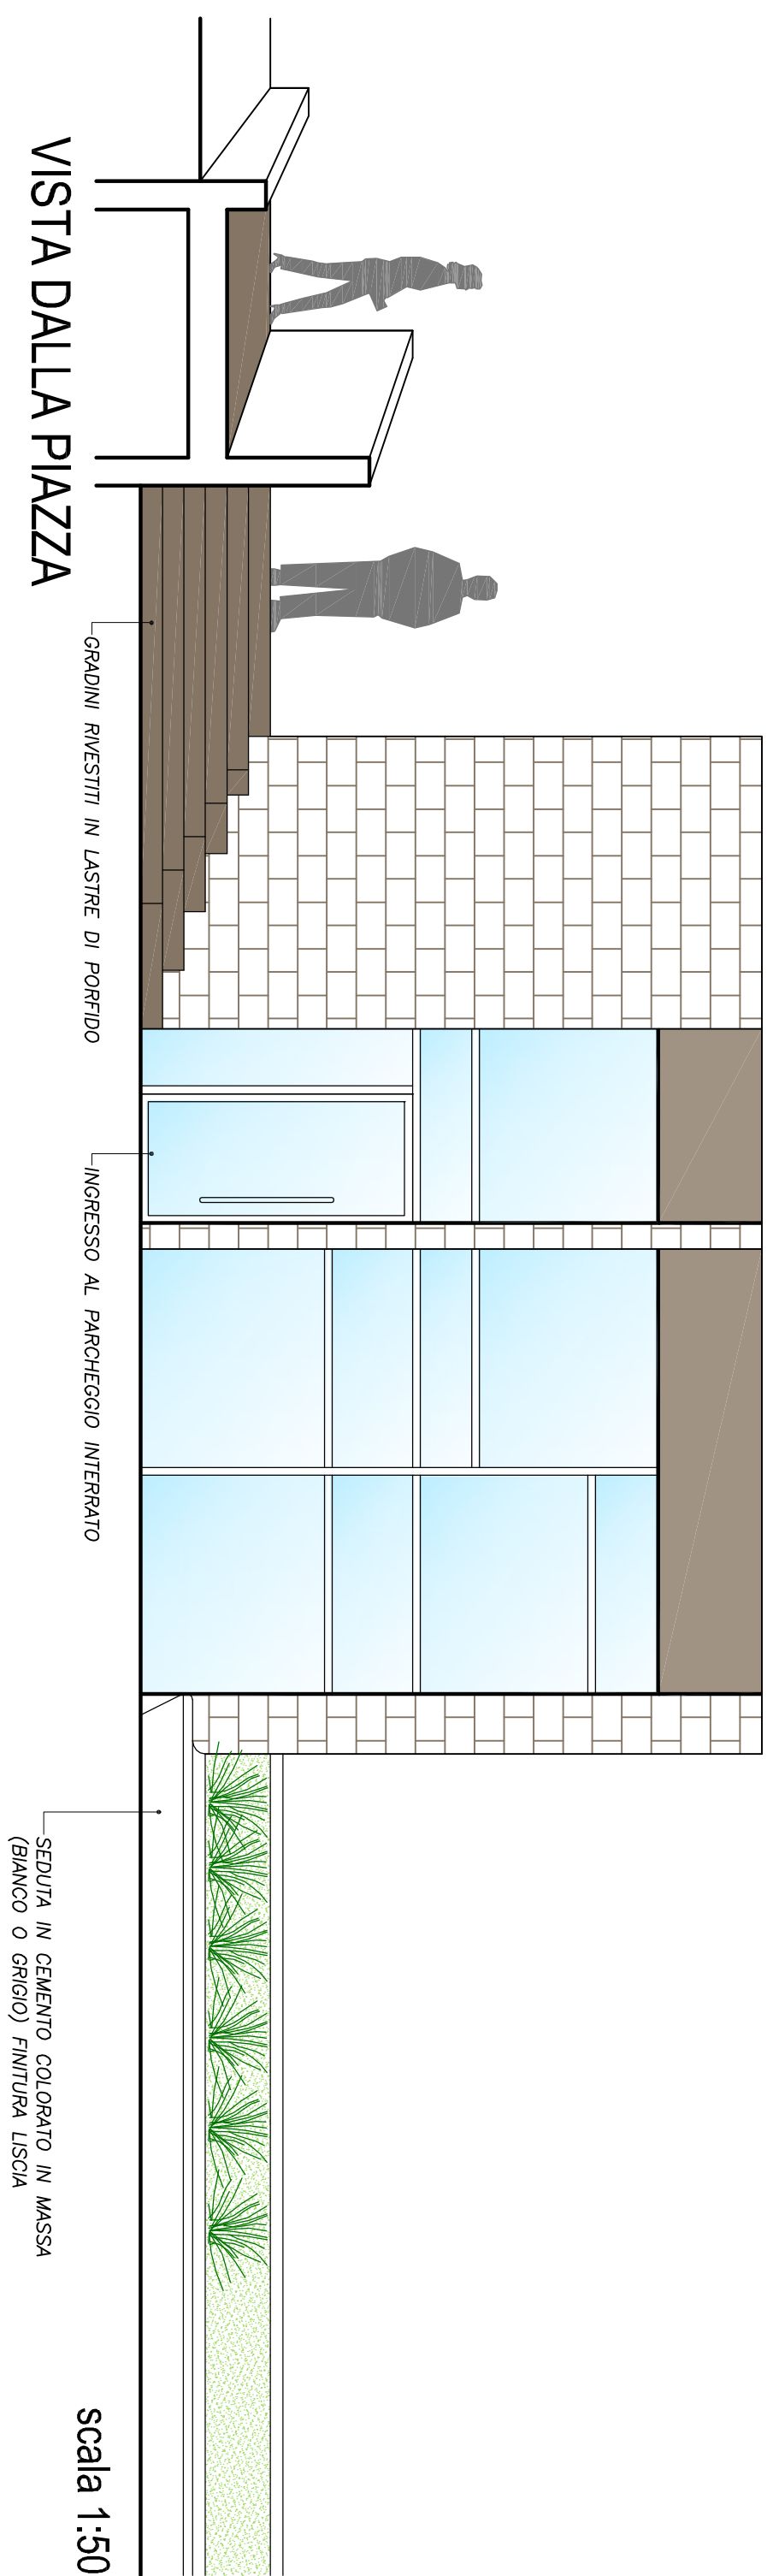 GRADINI RIVESTITI IN LASTRE DI PORFIDO
INGRESSO AL PARCHEGGIO INTERRATO
SEDUTA IN CEMENTO COLORATO IN MASSA
(BIANCO O GRIGIO) FINITURA LISCIA
VISTA DALLA PIAZZA
scala 1:50